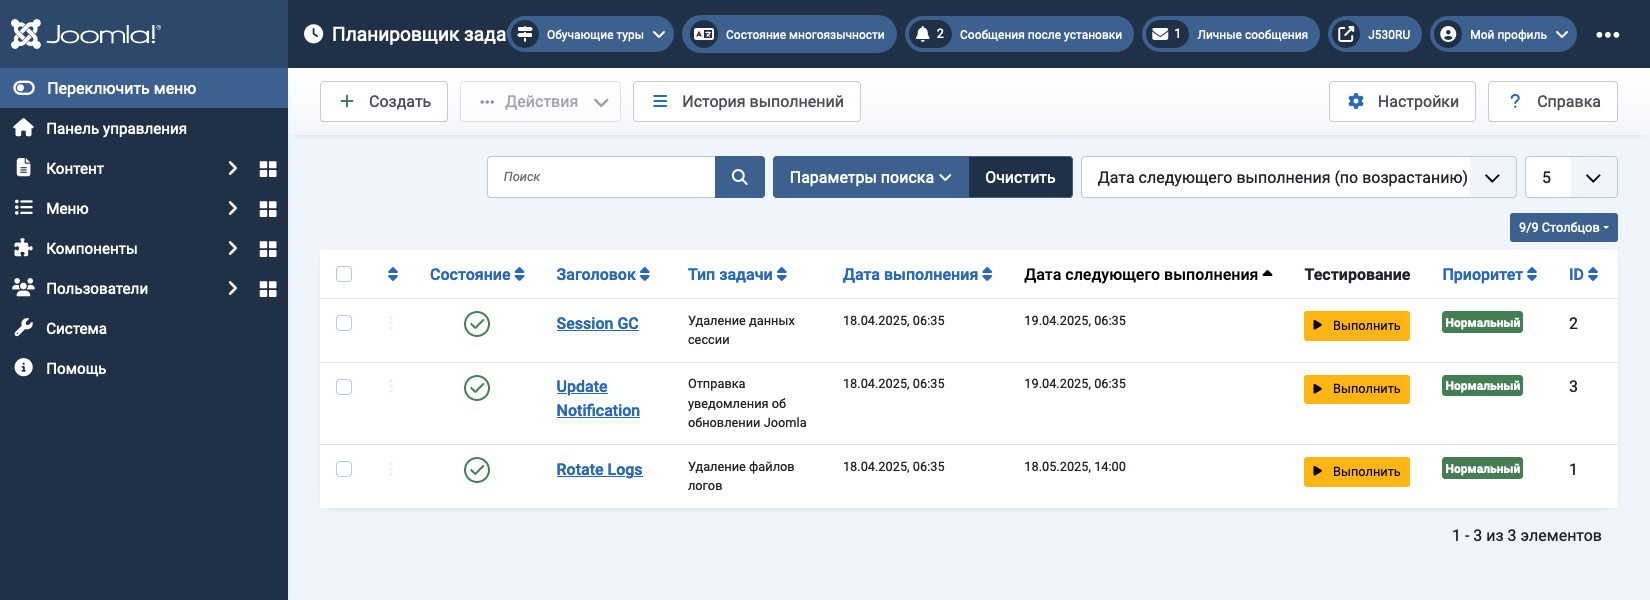 Joomla!
Планировщик зада
Обучающие туры
Состояние многоязычности
2 Сообщения после установки
1 Личные сообщения
J530RU
Мой профиль
Переключить меню
Панель управления
Контент
Меню
Компоненты
Пользователи
Система
Помощь
Создать
Действия
История выполнений
Настройки
? Справка
Поиск
Параметры поиска
Очистить
Дата следующего выполнения (по возрастанию)
5
9/9 Столбцов
Состояние Заголовок Тип задачи Дата выполнения Дата следующего выполнения Тестирование Приоритет ID
Session GC
Удаление данных
сессии
18.04.2025, 06:35
19.04.2025, 06:35
Выполнить
Нормальный
2
Update
Notification
Отправка
уведомления об
обновлении Joomla
18.04.2025, 06:35
19.04.2025, 06:35
Выполнить
Нормальный
3
Rotate Logs
Удаление файлов
логов
18.04.2025, 06:35
18.05.2025, 14:00
Выполнить
Нормальный
1
1 - 3 из 3 элементов